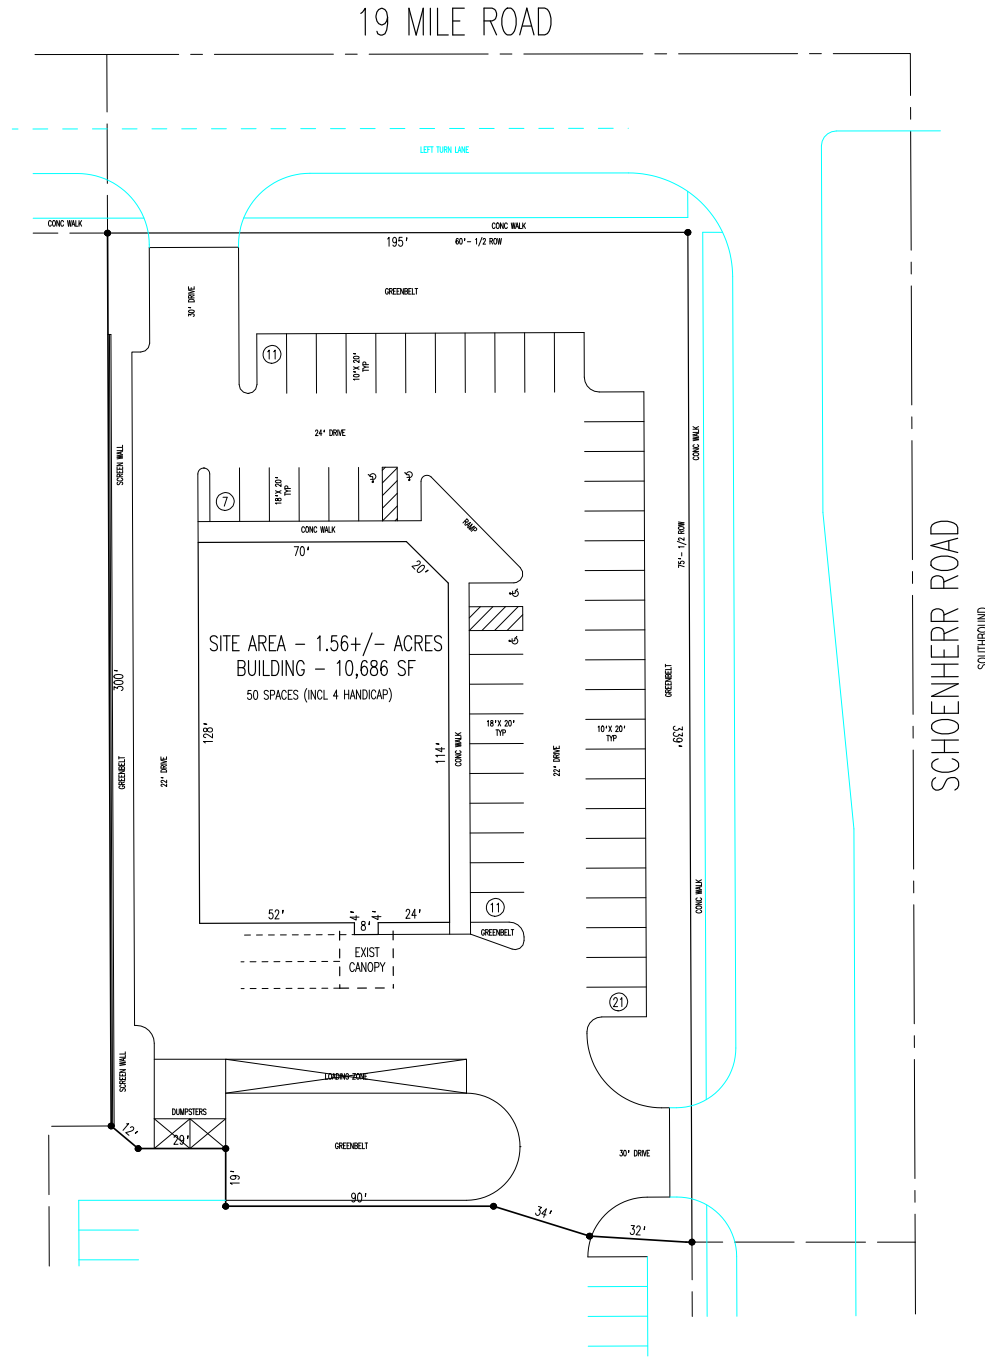 19 MILE ROAD
LEFT TURN LANE
CONC WALK
CONC WALK
195'
60'- 1/2 ROW
GREENBELT
30' DRIVE
11
10'X 20'
TYP
24' DRIVE
SCREEN WALL
CONC WALK
7
18'X 20'
TYP
CONC WALK
RAMP
70'
20'
75'- 1/2 ROW
SCHOENHERR ROAD
SOUTHBOUND
SITE AREA - 1.56+/- ACRES
BUILDING - 10,686 SF
50 SPACES (INCL 4 HANDICAP)
300'
GREENBELT
128'
114'
CONC WALK
18'X 20'
TYP
10'X 20'
TYP
339'
GREENBELT
22' DRIVE
22' DRIVE
CONC WALK
52'
4'
8'
4'
24'
11
GREENBELT
EXIST
CANOPY
21
SCREEN WALL
LOADING ZONE
DUMPSTERS
12'
29'
GREENBELT
30' DRIVE
19'
90'
34'
32'